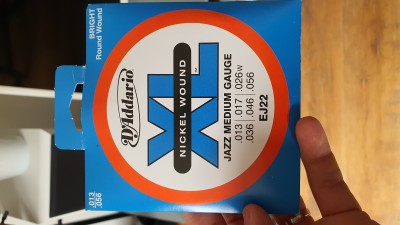 BRIGHT
Round Wound
D'Addario
XL
NICKEL WOUND
JAZZ MEDIUM GAUGE
.013 .017 .026w
.036 .046 .056
EJ22
.013
.056